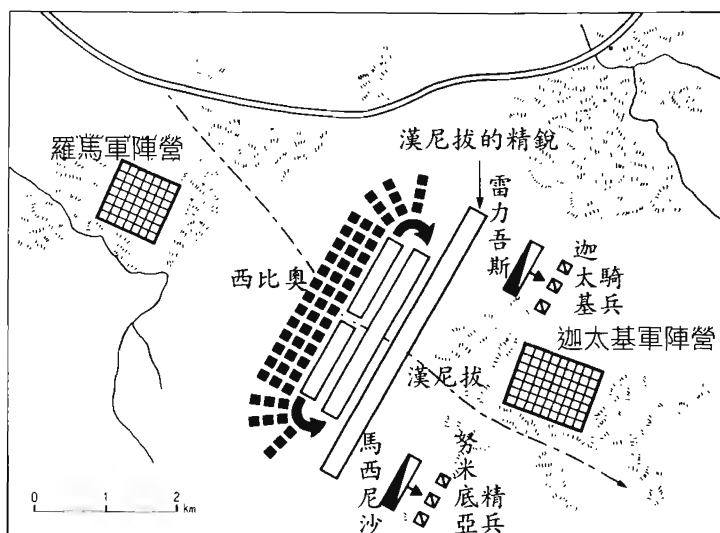 羅馬軍陣營
漢尼拔的精銳
雷力吾斯
迦太基騎兵
西比奧
迦太基軍陣營
漢尼拔
馬西尼沙
努米底亞精兵
0 1 2
km